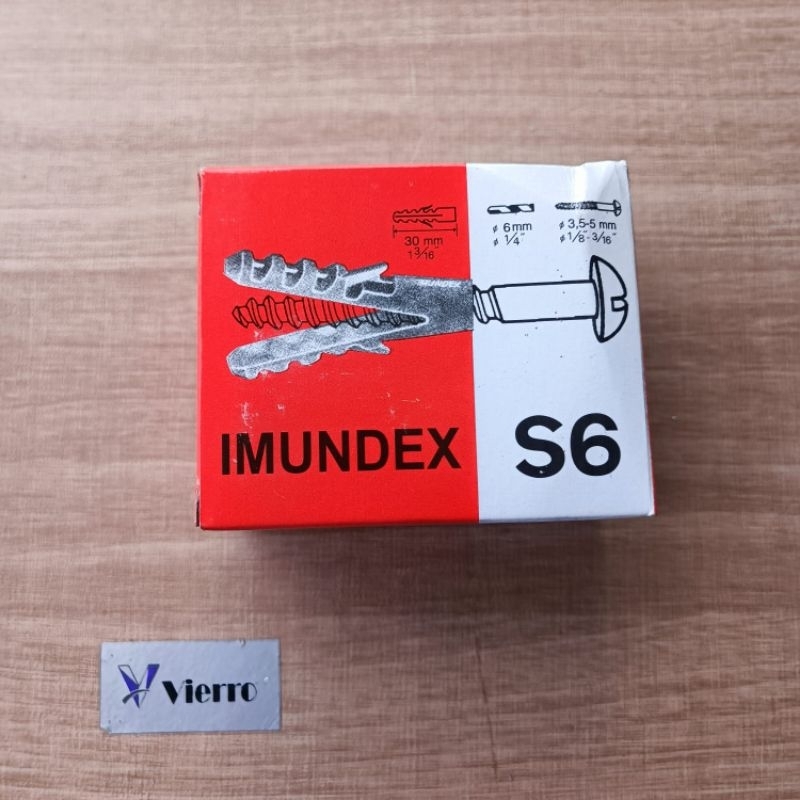 30 mm
1 3/16"
ø 6 mm
ø 1/4"
ø 3,5-5 mm
ø 1/8"- 3/16"
IMUNDEX
S6
Vierro